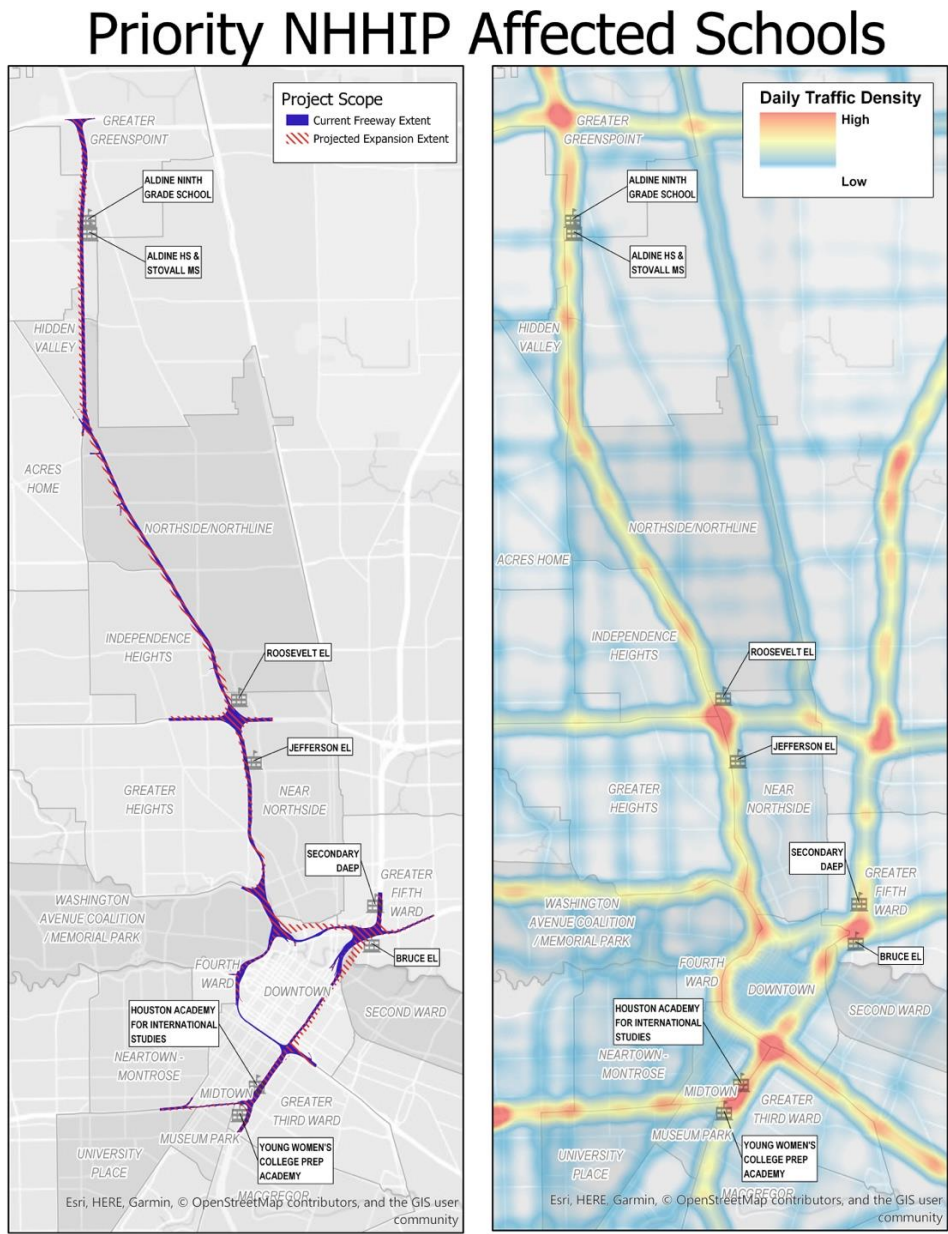 Priority NHHIP Affected Schools
Project Scope
Current Freeway Extent
Projected Expansion Extent
GREATER
GREENSPOINT
ALDINE NINTH
GRADE SCHOOL
ALDINE HS &
STOVALL MS
HIDDEN
VALLEY
ACRES
HOME
NORTHSIDE/NORTHLINE
INDEPENDENCE
HEIGHTS
ROOSEVELT EL
JEFFERSON EL
GREATER
HEIGHTS
NEAR
NORTHSIDE
SECONDARY
DAEP
GREATER
FIFTH
WARD
WASHINGTON
AVENUE COALITION
/ MEMORIAL PARK
BRUCE EL
FOURTH
WARD
DOWNTOWN
SECOND WARD
HOUSTON ACADEMY
FOR INTERNATIONAL
STUDIES
NEARTOWN -
MONTROSE
MIDTOWN
GREATER
THIRD WARD
MUSEUM PARK
YOUNG WOMEN'S
COLLEGE PREP
ACADEMY
UNIVERSITY
PLACE
MACGREGOR
Esri, HERE, Garmin, © OpenStreetMap contributors, and the GIS user
community
Daily Traffic Density
High
Low
GREATER
GREENSPOINT
ALDINE NINTH
GRADE SCHOOL
ALDINE HS &
STOVALL MS
HIDDEN
VALLEY
NORTHSIDE/NORTHLINE
ACRES HOME
INDEPENDENCE
HEIGHTS
ROOSEVELT EL
JEFFERSON EL
GREATER
HEIGHTS
NEAR
NORTHSIDE
SECONDARY
DAEP
GREATER
FIFTH
WARD
WASHINGTON
AVENUE COALITION
/ MEMORIAL PARK
BRUCE EL
FOURTH
WARD
DOWNTOWN
SECOND WARD
HOUSTON ACADEMY
FOR INTERNATIONAL
STUDIES
NEARTOWN -
MONTROSE
MIDTOWN
GREATER
THIRD WARD
MUSEUM PARK
YOUNG WOMEN'S
COLLEGE PREP
ACADEMY
UNIVERSITY
PLACE
MACGREGOR
Esri, HERE, Garmin, © OpenStreetMap contributors, and the GIS user
community